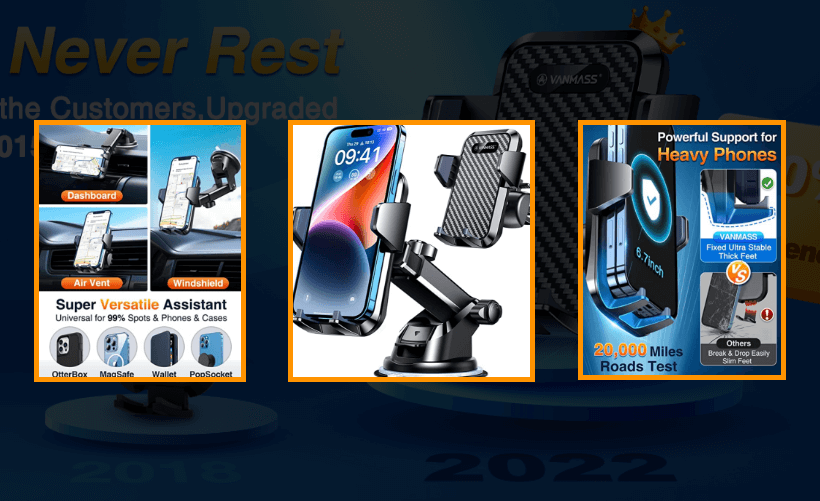 Never Rest
the Customers,Upgraded
VANMASS
Dashboard
Air Vent
Windshield
Super Versatile Assistant
Universal for 99% Spots & Phones & Cases
OtterBox
MagSafe
Wallet
PopSocket
Thu 29
09:41
VANMASS
Powerful Support for
Heavy Phones
6.7inch
VANMASS
Fixed Ultra Stable
Thick Feet
VS
Others
Break & Drop Easily
Slim Feet
20,000 Miles
Roads Test
2018
2022